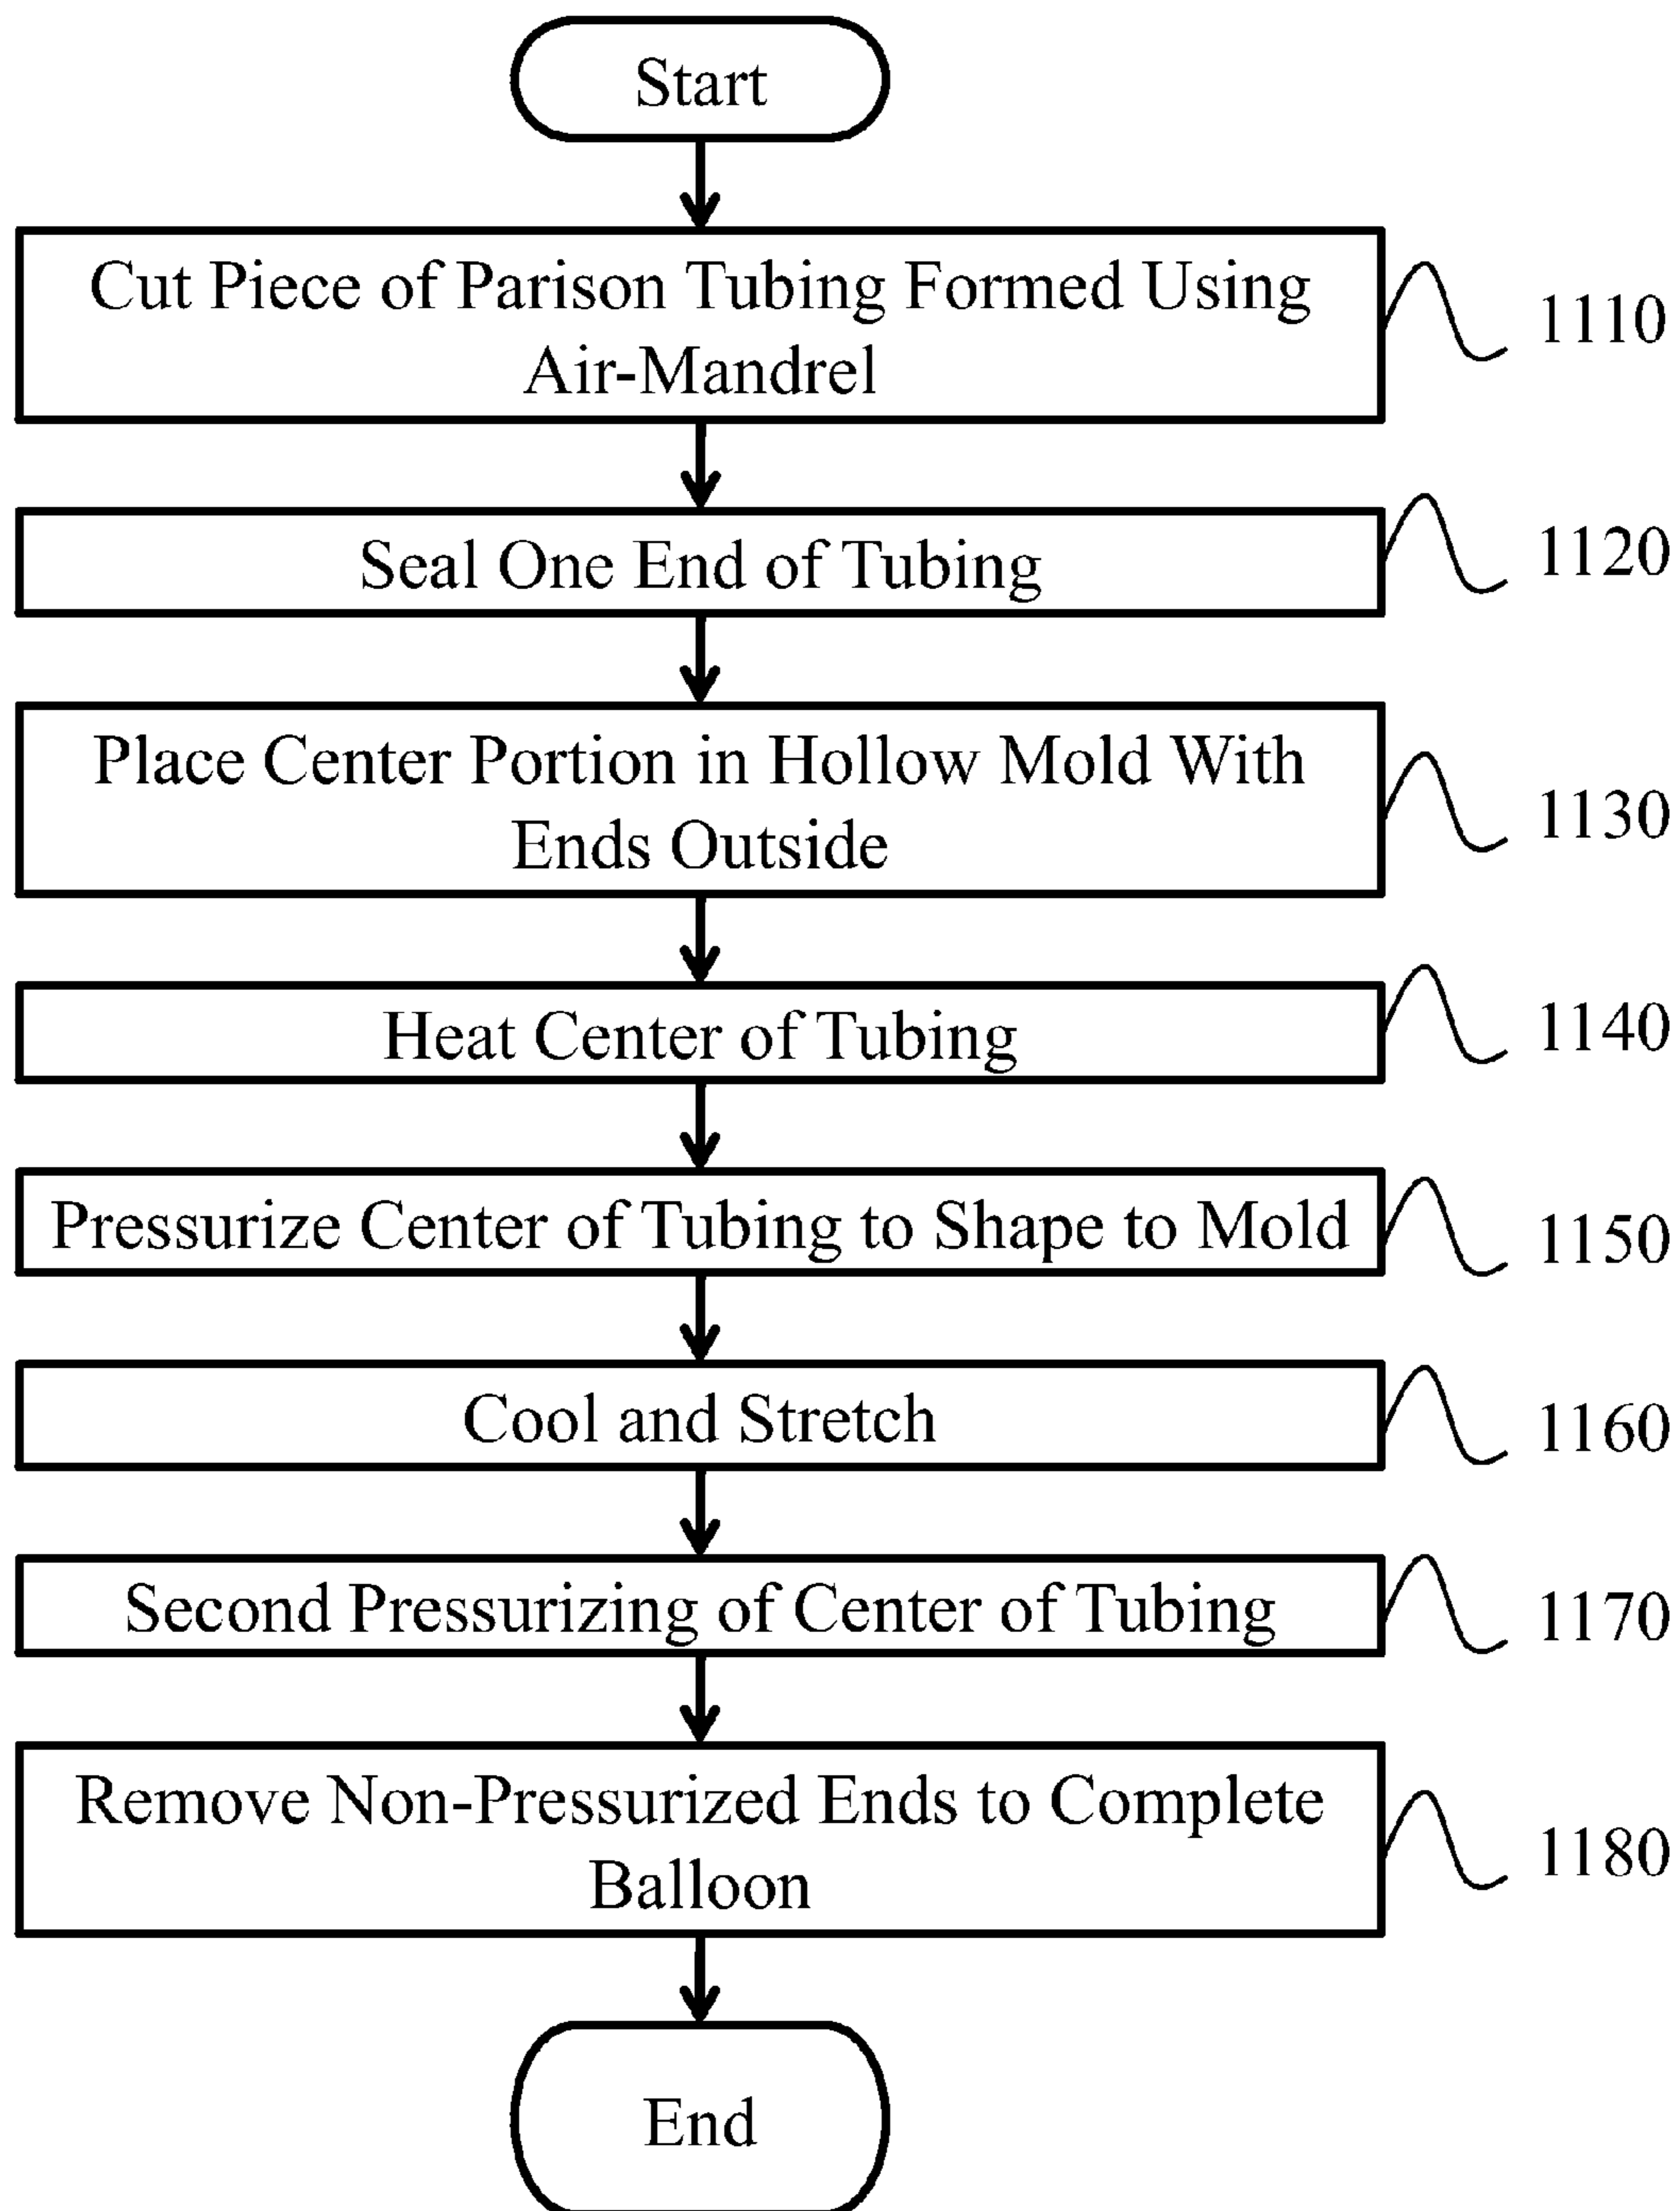 Start
Cut Piece of Parison Tubing Formed Using
Air-Mandrel
1110
Seal One End of Tubing
1120
Place Center Portion in Hollow Mold With
Ends Outside
1130
Heat Center of Tubing
1140
Pressurize Center of Tubing to Shape to Mold
1150
Cool and Stretch
1160
Second Pressurizing of Center of Tubing
1170
Remove Non-Pressurized Ends to Complete
Balloon
1180
End